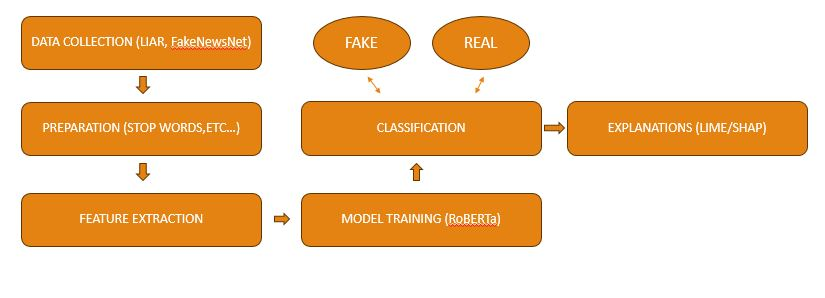 DATA COLLECTION (LIAR, FakeNewsNet)
FAKE
REAL
PREPARATION (STOP WORDS,ETC...)
CLASSIFICATION
EXPLANATIONS (LIME/SHAP)
FEATURE EXTRACTION
MODEL TRAINING (RoBERTa)